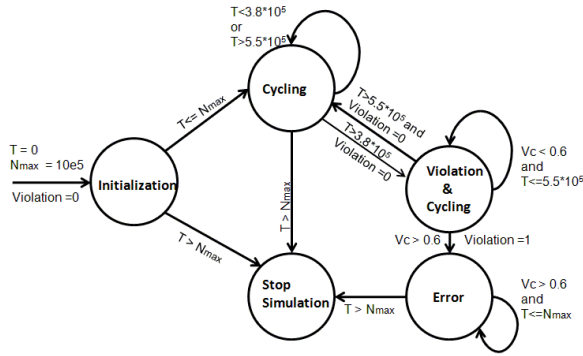 T<3.8*10⁵
or
T>5.5*10⁵
Cycling
T<= Nmax
T>5.5*10⁵ and
Violation =0
T>3.8*10⁵
Violation =0
T = 0
Nmax = 10e5
Violation =0
Initialization
Violation
&
Cycling
Vc < 0.6
and
T<=5.5*10⁶
T > Nmax
T > Nmax
Vc > 0.6
Violation =1
Stop
Simulation
T > Nmax
Error
Vc > 0.6
and
T<=Nmax